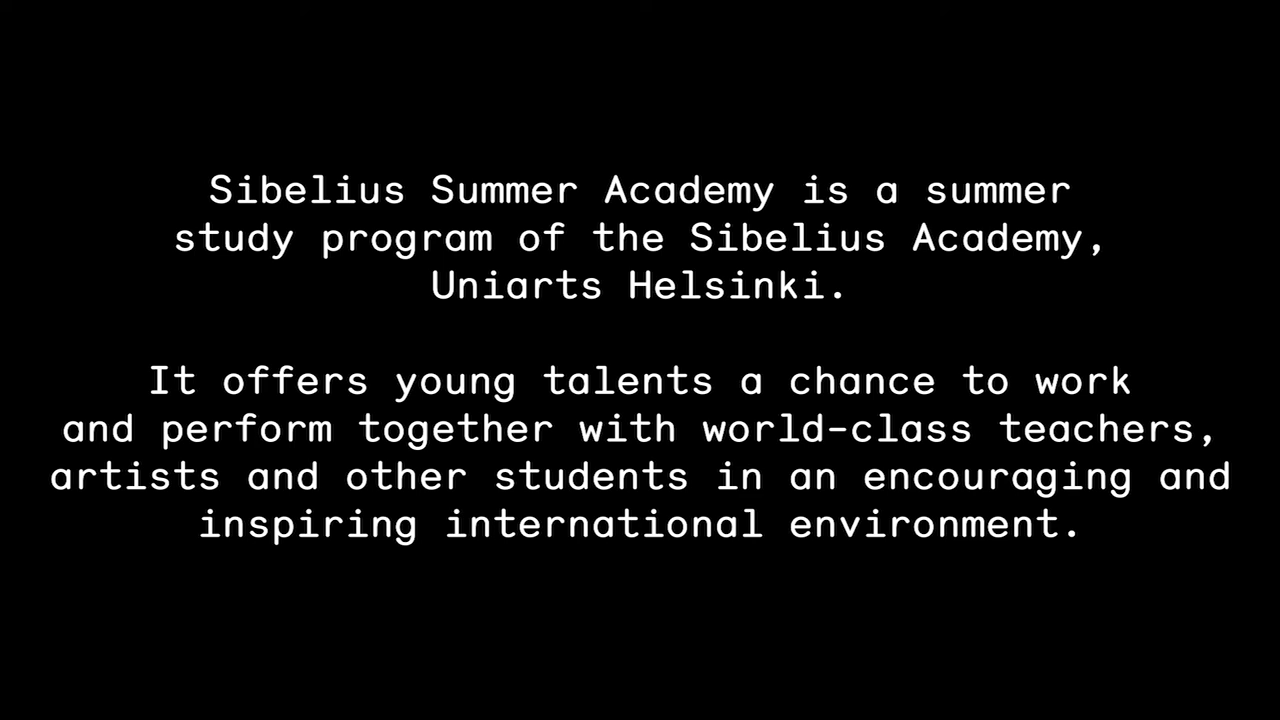 Sibelius Summer Academy is a summer
study program of the Sibelius Academy,
Uniarts Helsinki.
It offers young talents a chance to work
and perform together with world-class teachers,
artists and other students in an encouraging and
inspiring international environment.